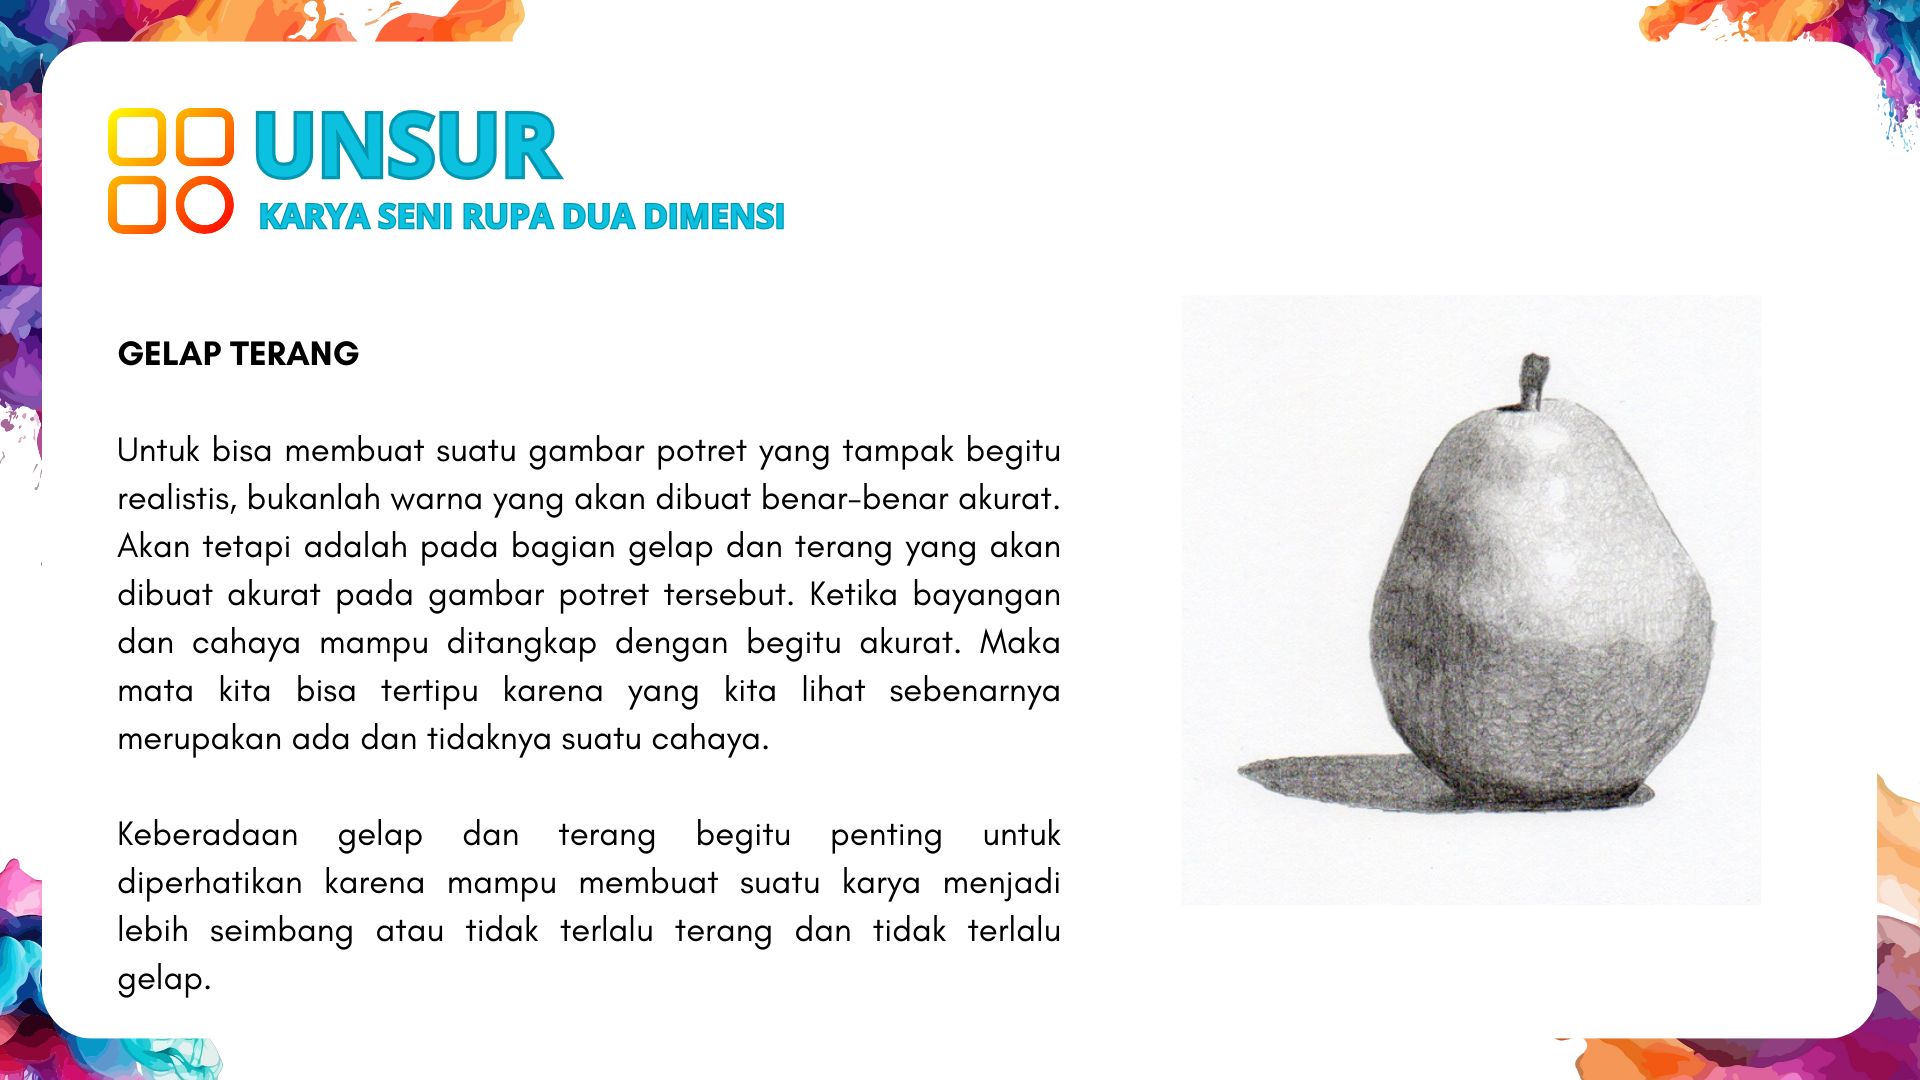 UNSUR
KARYA SENI RUPA DUA DIMENSI
GELAP TERANG
Untuk bisa membuat suatu gambar potret yang tampak begitu
realistis, bukanlah warna yang akan dibuat benar-benar akurat.
Akan tetapi adalah pada bagian gelap dan terang yang akan
dibuat akurat pada gambar potret tersebut. Ketika bayangan
dan cahaya mampu ditangkap dengan begitu akurat. Maka
mata kita bisa tertipu karena yang kita lihat sebenarnya
merupakan ada dan tidaknya suatu cahaya.
Keberadaan gelap dan terang begitu penting untuk
diperhatikan karena mampu membuat suatu karya menjadi
lebih seimbang atau tidak terlalu terang dan tidak terlalu
gelap.